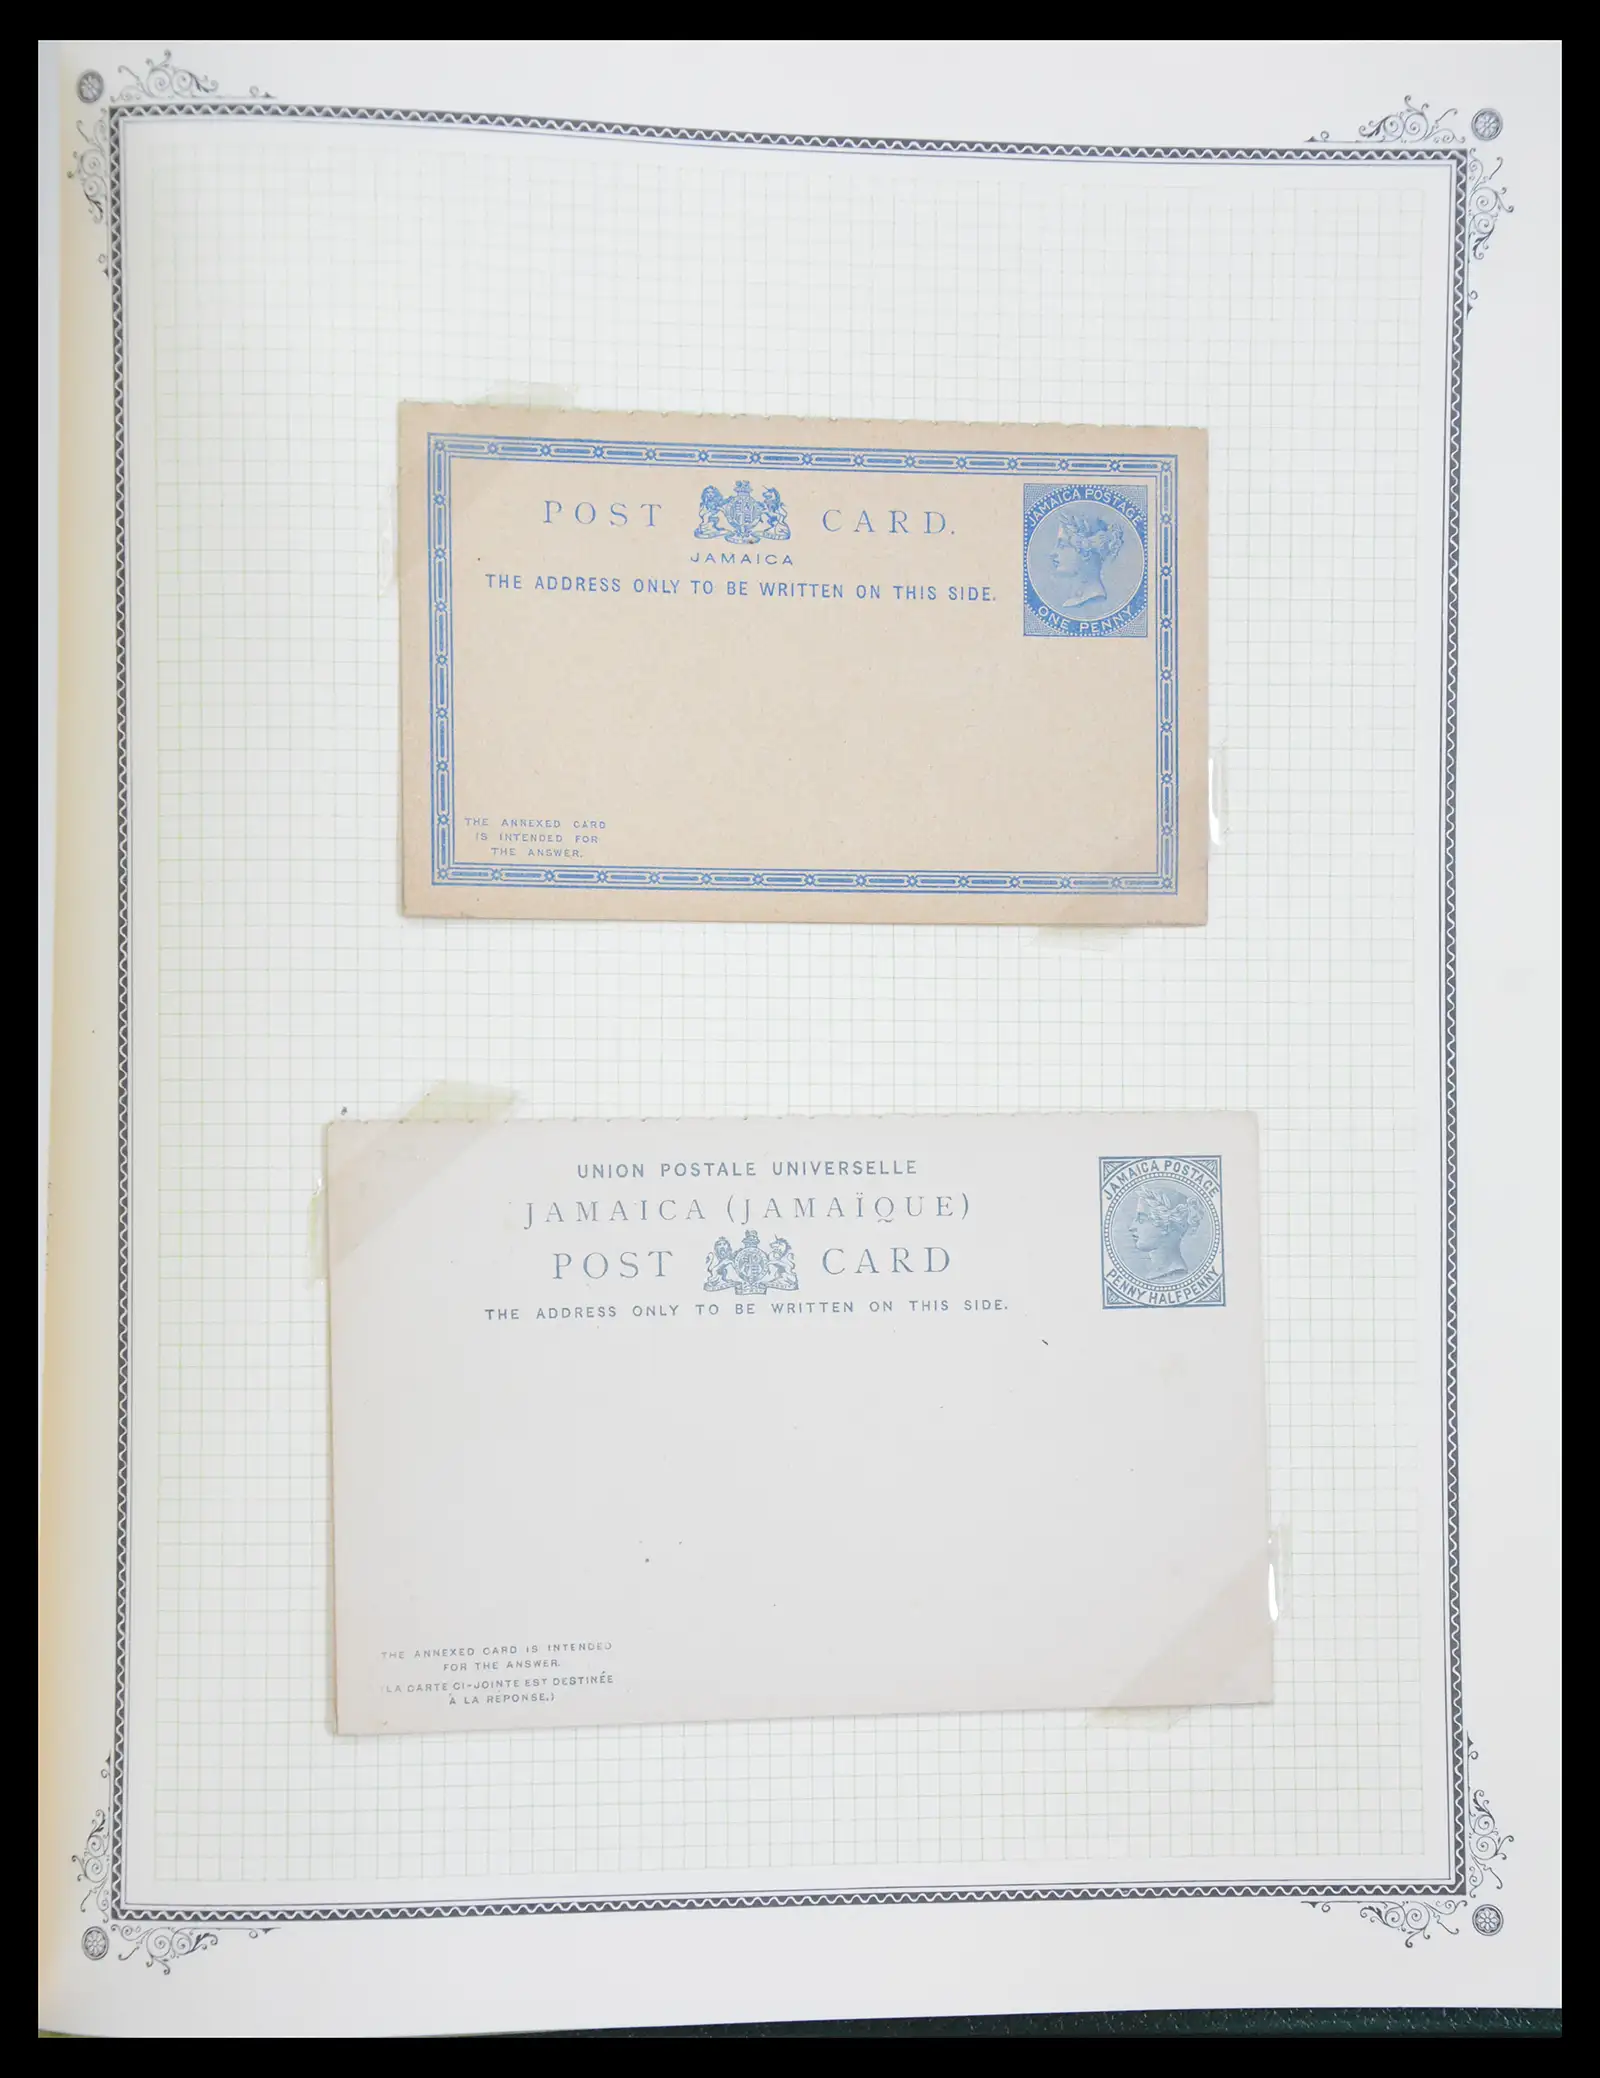 POST CARD.
JAMAICA
THE ADDRESS ONLY TO BE WRITTEN ON THIS SIDE.
JAMAICA POSTAGE
ONE PENNY
THE ANNEXED CARD
IS INTENDED FOR
THE ANSWER.
UNION POSTALE UNIVERSELLE
JAMAICA (JAMAÏQUE)
POST CARD
THE ADDRESS ONLY TO BE WRITTEN ON THIS SIDE.
JAMAICA POSTAGE
PENNY HALFPENNY
THE ANNEXED CARD IS INTENDED
FOR THE ANSWER.
(LA CARTE CI-JOINTE EST DESTINÉE
À LA REPONSE.)